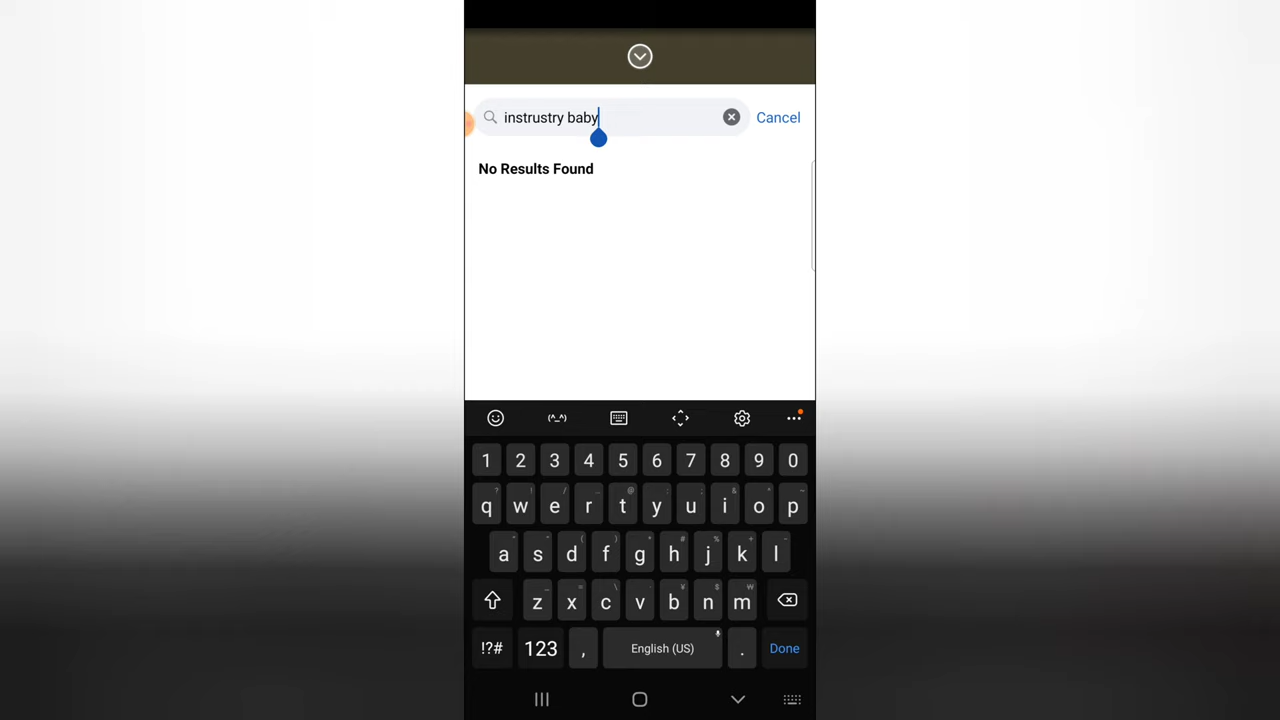 instrustry baby
Cancel
No Results Found
(^_^)
1 2 3 4 5 6 7 8 9 0
q w e r t y u i o p
a s d f g h j k l
z x c v b n m
!?# 123 , English (US) . Done